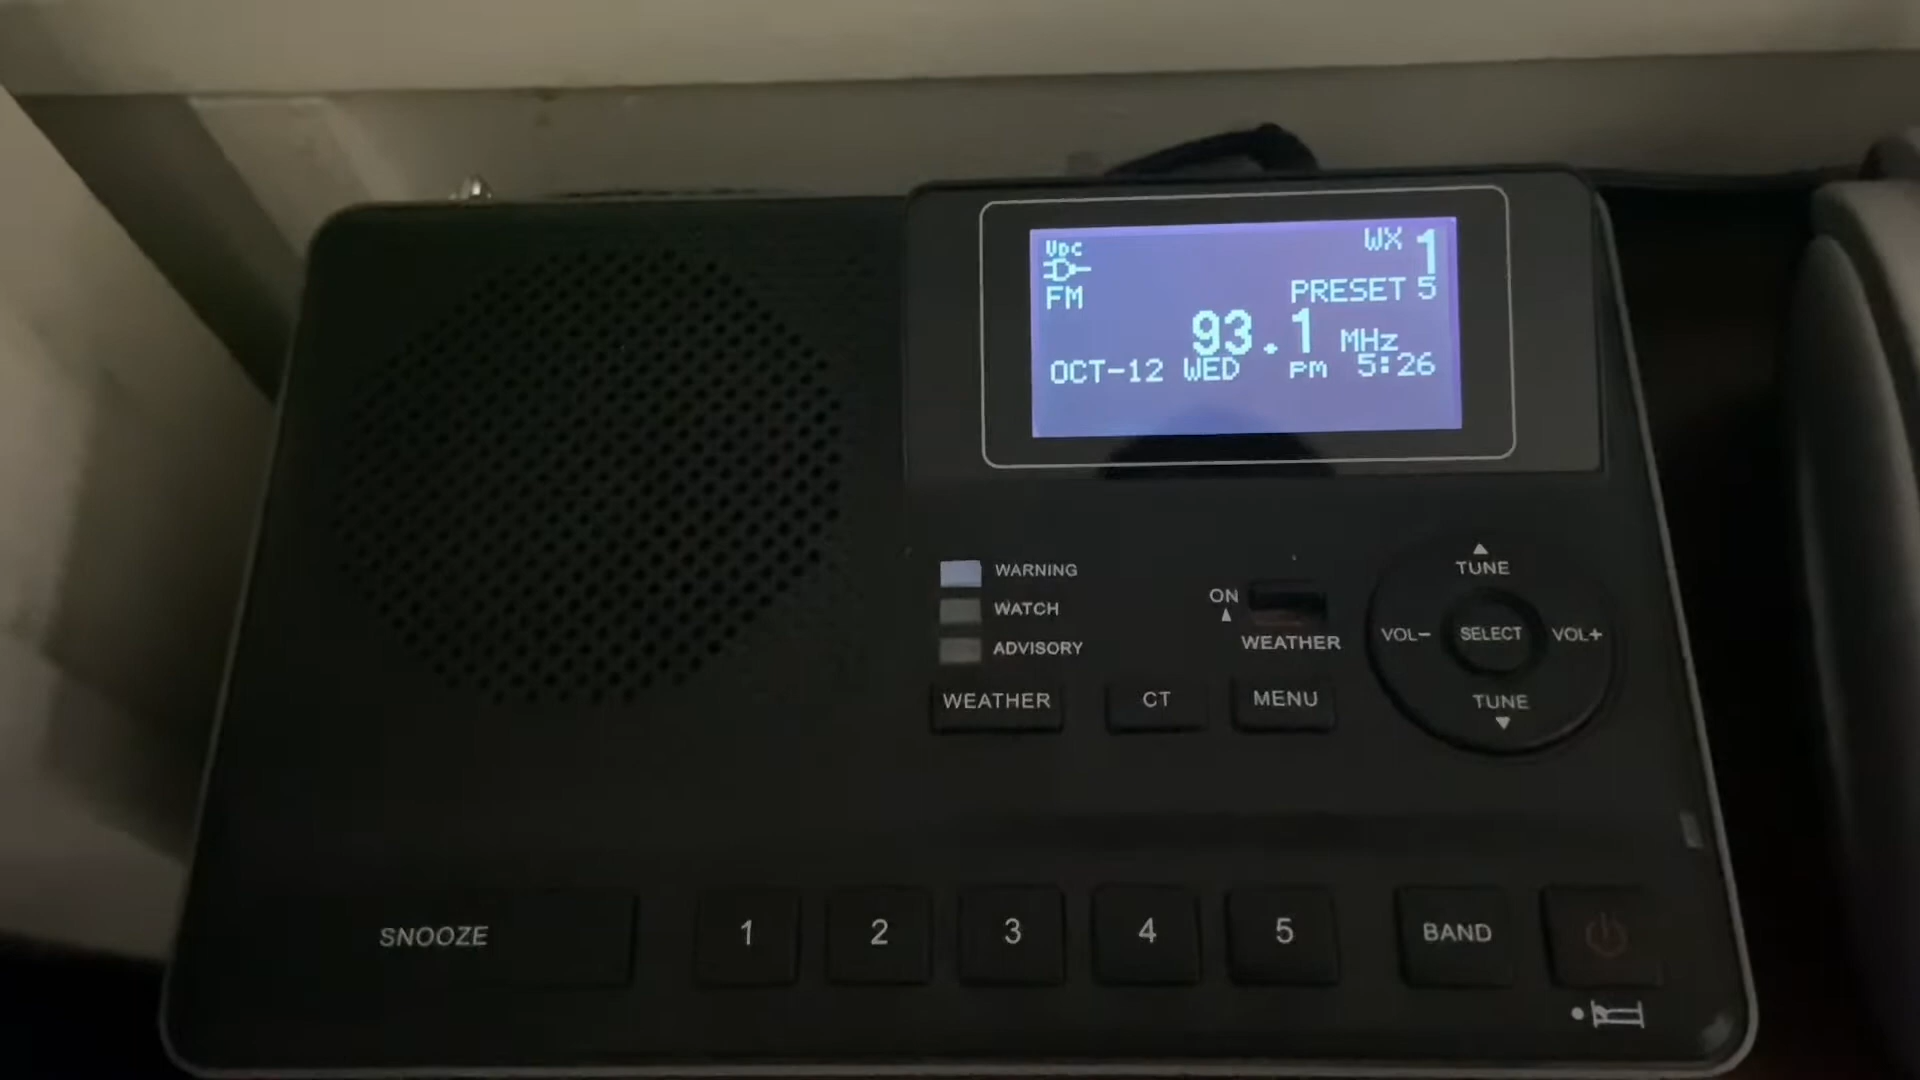 VDC
WX 1
FM
PRESET 5
93.1 MHz
OCT-12 WED PM 5:26
WARNING
WATCH
ADVISORY
ON
WEATHER
TUNE
VOL-
SELECT
VOL+
TUNE
WEATHER
CT
MENU
SNOOZE
1
2
3
4
5
BAND